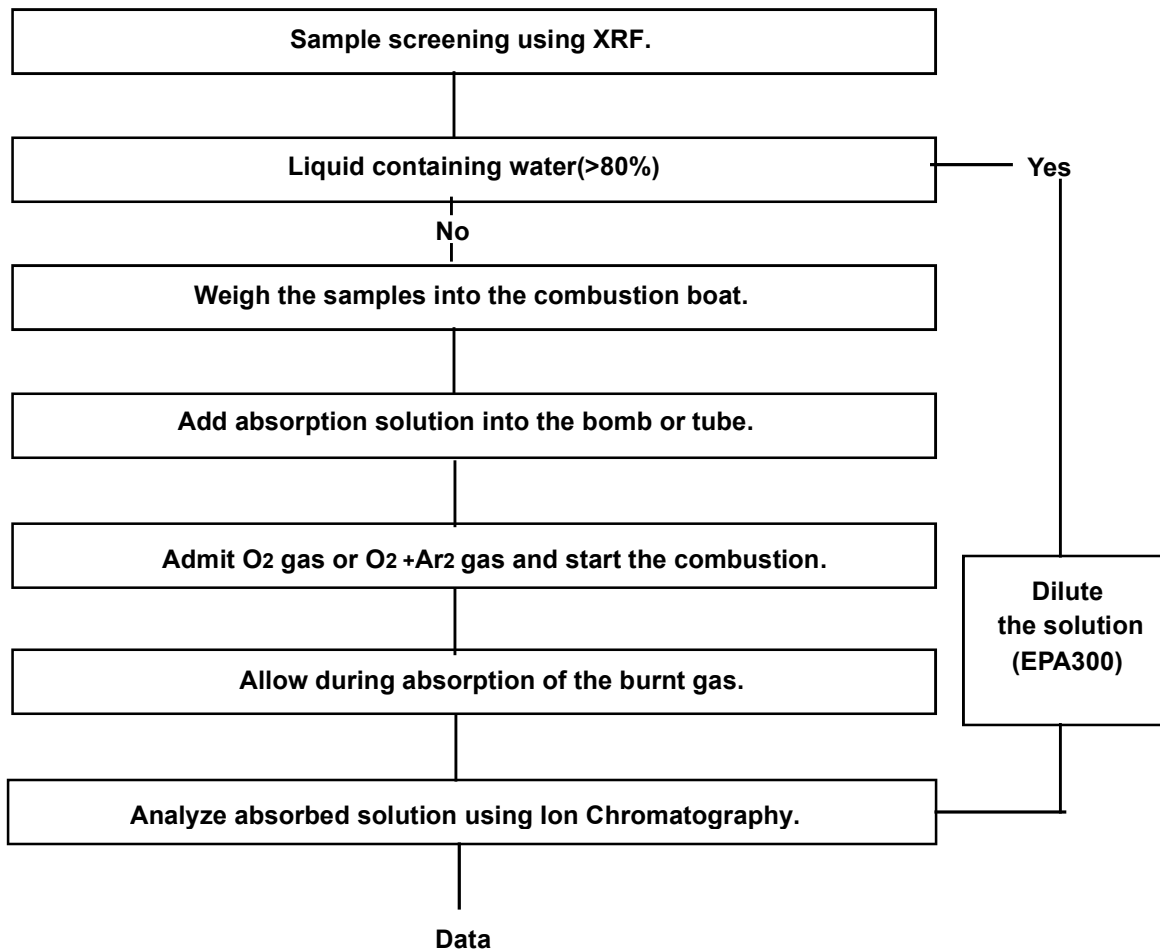 Sample screening using XRF.
Liquid containing water(>80%)
Yes
No
Weigh the samples into the combustion boat.
Add absorption solution into the bomb or tube.
Admit O2 gas or O2 +Ar2 gas and start the combustion.
Dilute
the solution
(EPA300)
Allow during absorption of the burnt gas.
Analyze absorbed solution using Ion Chromatography.
Data